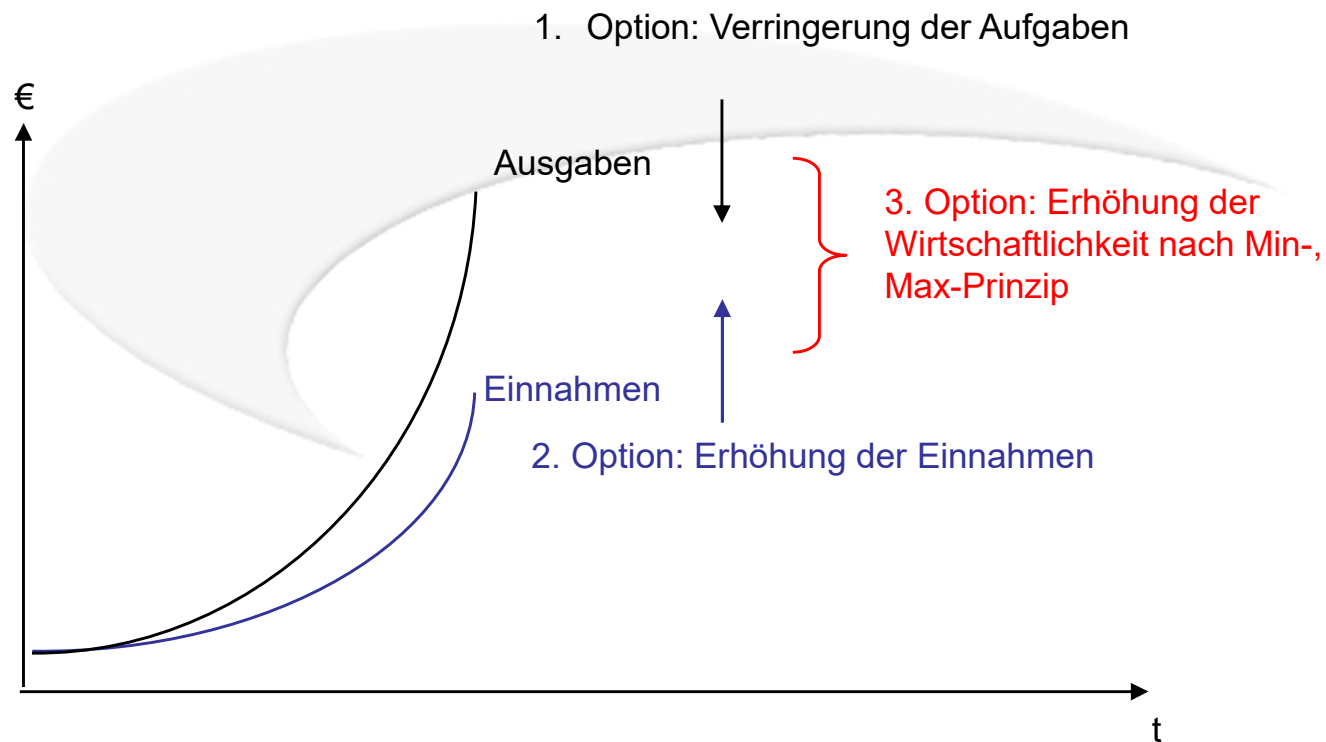 1. Option: Verringerung der Aufgaben
€
Ausgaben
3. Option: Erhöhung der
Wirtschaftlichkeit nach Min-,
Max-Prinzip
Einnahmen
2. Option: Erhöhung der Einnahmen
t